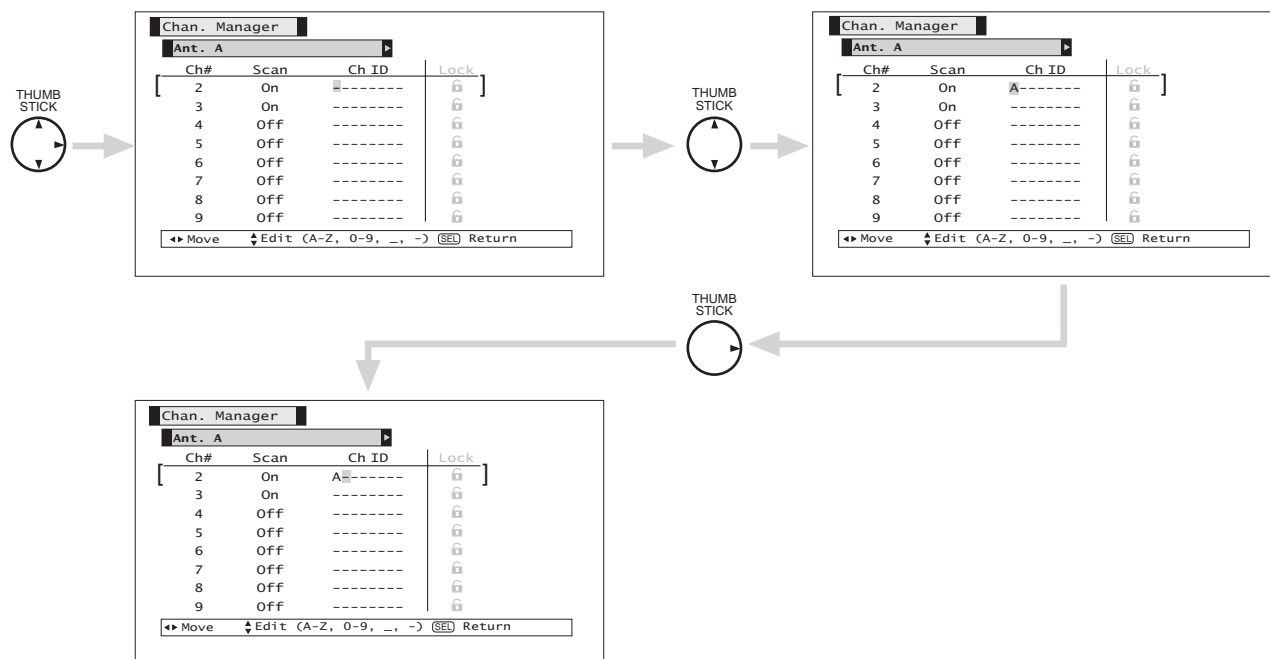 THUMB
STICK
Chan. Manager
Ant. A
Ch# Scan Ch ID Lock
2 On --------
3 On --------
4 Off --------
5 Off --------
6 Off --------
7 Off --------
8 Off --------
9 Off --------
Move Edit (A-Z, 0-9, _, -) SEL Return
THUMB
STICK
Chan. Manager
Ant. A
Ch# Scan Ch ID Lock
2 On A-------
3 On --------
4 Off --------
5 Off --------
6 Off --------
7 Off --------
8 Off --------
9 Off --------
Move Edit (A-Z, 0-9, _, -) SEL Return
THUMB
STICK
Chan. Manager
Ant. A
Ch# Scan Ch ID Lock
2 On A-------
3 On --------
4 Off --------
5 Off --------
6 Off --------
7 Off --------
8 Off --------
9 Off --------
Move Edit (A-Z, 0-9, _, -) SEL Return